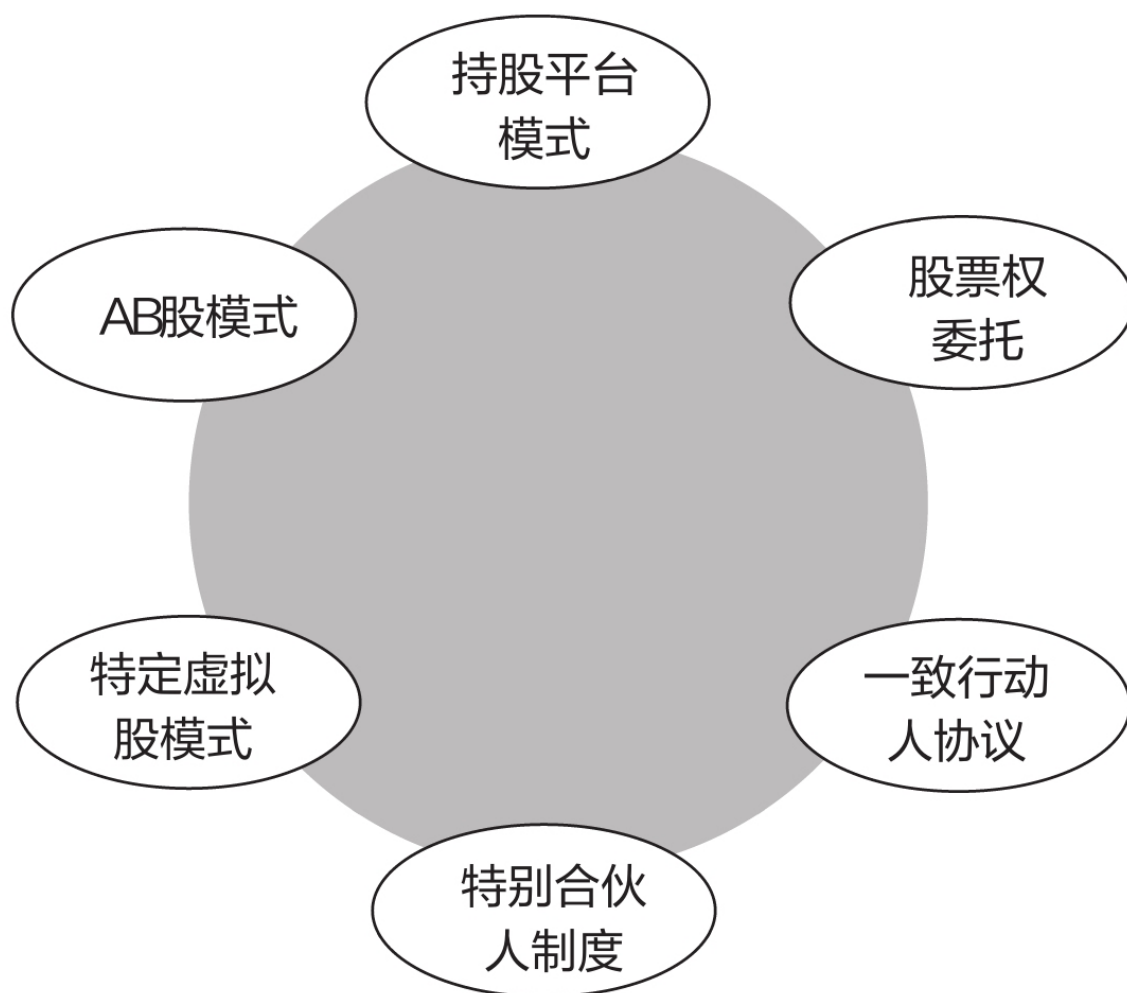 持股平台
模式
股票权
委托
一致行动
人协议
特别合伙
人制度
特定虚拟
股模式
AB股模式